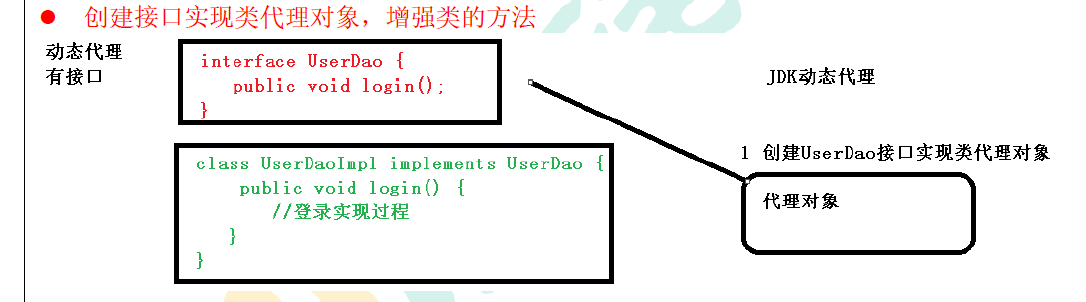 创建接口实现类代理对象，增强类的方法
动态代理
有接口
interface UserDao {
public void login();
}
JDK动态代理
class UserDaoImpl implements UserDao {
public void login() {
//登录实现过程
}
}
1 创建UserDao接口实现类代理对象
代理对象